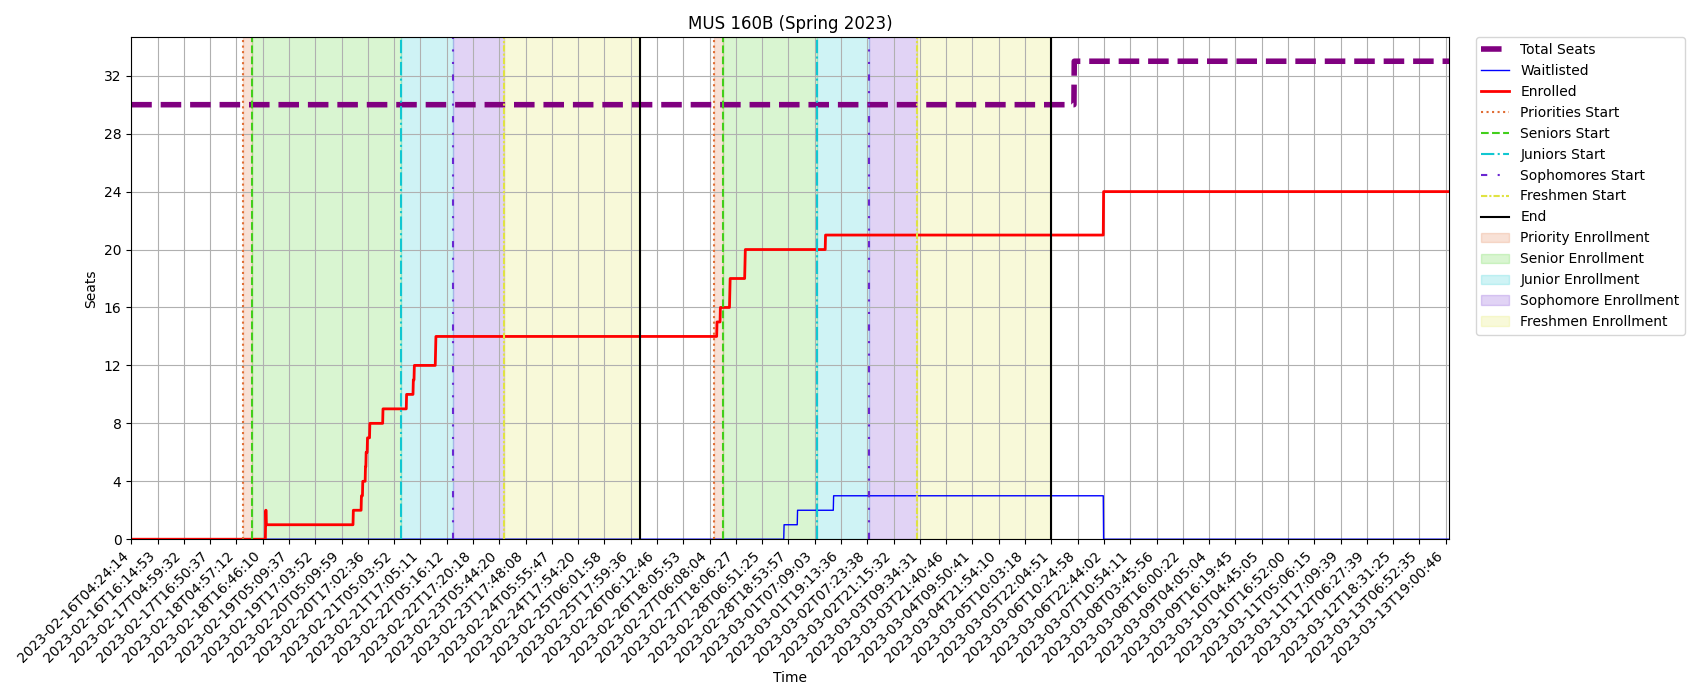 MUS 160B (Spring 2023)
Total Seats
Waitlisted
Enrolled
Priorities Start
Seniors Start
Juniors Start
Sophomores Start
Freshmen Start
End
Priority Enrollment
Senior Enrollment
Junior Enrollment
Sophomore Enrollment
Freshmen Enrollment
Seats
32
28
24
20
16
12
8
4
0
2023-02-16T04:24:14
2023-02-16T16:14:53
2023-02-17T04:59:32
2023-02-17T16:50:37
2023-02-18T04:57:12
2023-02-18T16:46:10
2023-02-19T05:09:37
2023-02-19T17:03:52
2023-02-20T05:09:59
2023-02-20T17:02:36
2023-02-21T05:03:52
2023-02-21T17:05:11
2023-02-22T05:16:12
2023-02-22T17:20:18
2023-02-23T05:44:20
2023-02-23T17:48:08
2023-02-24T05:55:47
2023-02-24T17:54:20
2023-02-25T06:01:58
2023-02-25T17:59:36
2023-02-26T06:12:46
2023-02-26T18:05:53
2023-02-27T06:08:04
2023-02-27T18:06:27
2023-02-28T06:51:25
2023-02-28T18:53:57
2023-03-01T07:09:03
2023-03-01T19:13:36
2023-03-02T07:23:38
2023-03-02T21:15:32
2023-03-03T09:34:31
2023-03-03T21:40:46
2023-03-04T09:50:41
2023-03-04T21:54:10
2023-03-05T10:03:18
2023-03-05T22:04:51
2023-03-06T10:24:58
2023-03-06T22:44:02
2023-03-07T10:54:11
2023-03-08T03:45:56
2023-03-08T16:00:22
2023-03-09T04:05:04
2023-03-09T16:19:45
2023-03-10T04:45:05
2023-03-10T16:52:00
2023-03-11T05:06:15
2023-03-11T17:09:39
2023-03-12T06:27:39
2023-03-12T18:31:25
2023-03-13T06:52:35
2023-03-13T19:00:46
Time